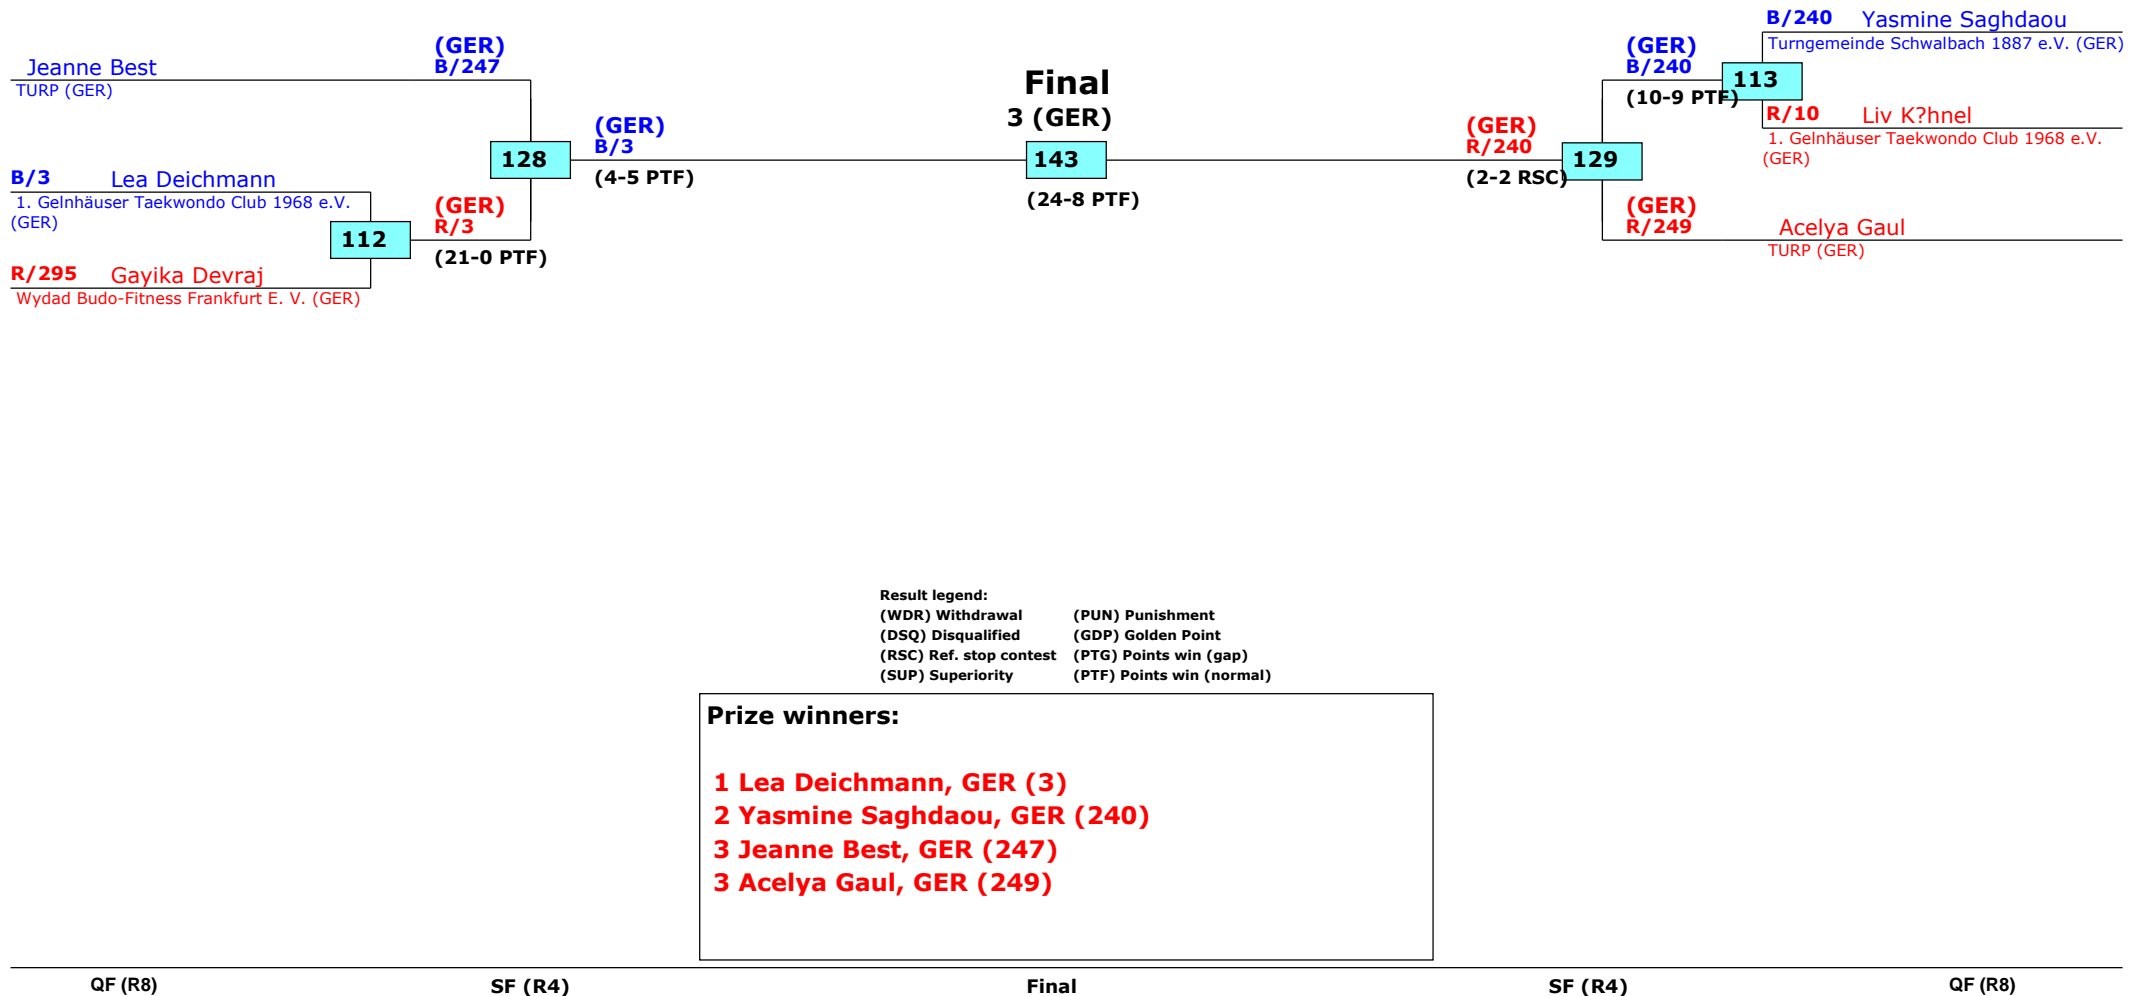 Jeanne Best
TURP (GER)
(GER)
B/247
B/3 Lea Deichmann
1. Gelnhäuser Taekwondo Club 1968 e.V.
(GER)
112
R/295 Gayika Devraj
Wydad Budo-Fitness Frankfurt E. V. (GER)
(GER)
R/3
(21-0 PTF)
128
(GER)
B/3
(4-5 PTF)
Final
3 (GER)
143
(24-8 PTF)
(GER)
R/240
(2-2 RSC)
129
(GER)
B/240
(10-9 PTF)
113
B/240 Yasmine Saghdaou
Turngemeinde Schwalbach 1887 e.V. (GER)
R/10 Liv K?hnel
1. Gelnhäuser Taekwondo Club 1968 e.V.
(GER)
(GER)
R/249
Acelya Gaul
TURP (GER)
Result legend:
(WDR) Withdrawal (PUN) Punishment
(DSQ) Disqualified (GDP) Golden Point
(RSC) Ref. stop contest (PTG) Points win (gap)
(SUP) Superiority (PTF) Points win (normal)
Prize winners:
1 Lea Deichmann, GER (3)
2 Yasmine Saghdaou, GER (240)
3 Jeanne Best, GER (247)
3 Acelya Gaul, GER (249)
QF (R8) SF (R4) Final SF (R4) QF (R8)